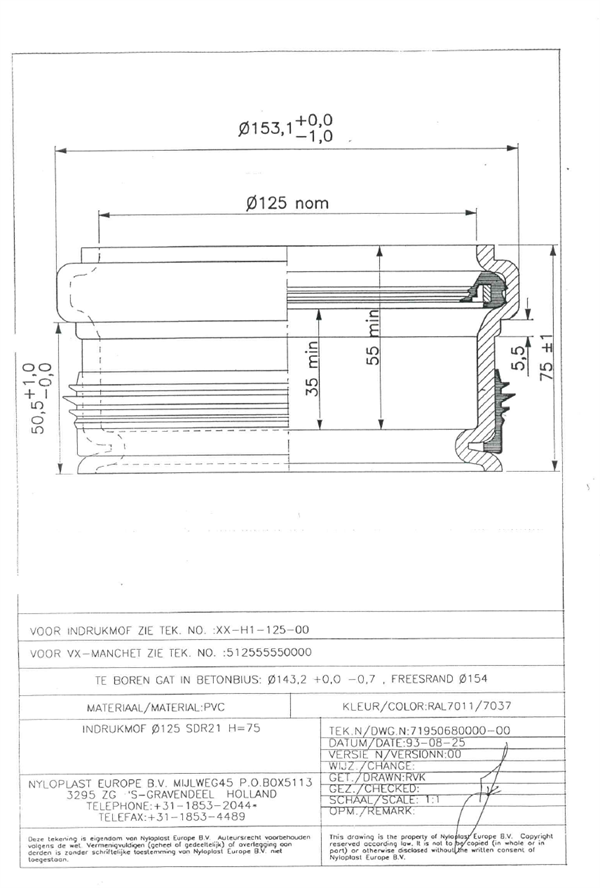 Ø153,1 +0,0 −1,0
Ø125 nom
50,5 +1,0 −0,0
35 min
55 min
5,5
75 ±1
VOOR INDRUKMOF ZIE TEK. NO. :XX-H1-125-00
VOOR VX-MANCHET ZIE TEK. NO. :512555550000
TE BOREN GAT IN BETONBUIS: Ø143,2 +0,0 -0,7 , FREESRAND Ø154
MATERIAAL/MATERIAL:PVC
KLEUR/COLOR:RAL7011/7037
INDRUKMOF Ø125 SDR21 H=75
NYLOPLAST EUROPE B.V. MIJLWEG45 P.O.BOX5113
3295 ZG 'S-GRAVENDEEL HOLLAND
TELEPHONE:+31-1853-2044*
TELEFAX:+31-1853-4489
TEK.N/DWG.N:71950680000-00
DATUM/DATE:93-08-25
VERSIE N/VERSIONN:00
WIJZ./CHANGE:
GET./DRAWN:RVK
GEZ./CHECKED:
SCHAAL/SCALE: 1:1
OPM./REMARK:
Deze tekening is eigendom van Nyloplast Europe B.V. Auteursrecht voorbehouden
volgens de wet. Vermenigvuldigen (geheel of gedeeltelijk) of overlegging aan
derden is zonder schriftelijke toestemming van Nyloplast Europe B.V. niet
toegestaan.
This drawing is the property of Nyloplast Europe B.V. Copyright
reserved according law. It is not to be copied (in whole or in
part) or otherwise disclosed without the written consent of
Nyloplast Europe B.V.